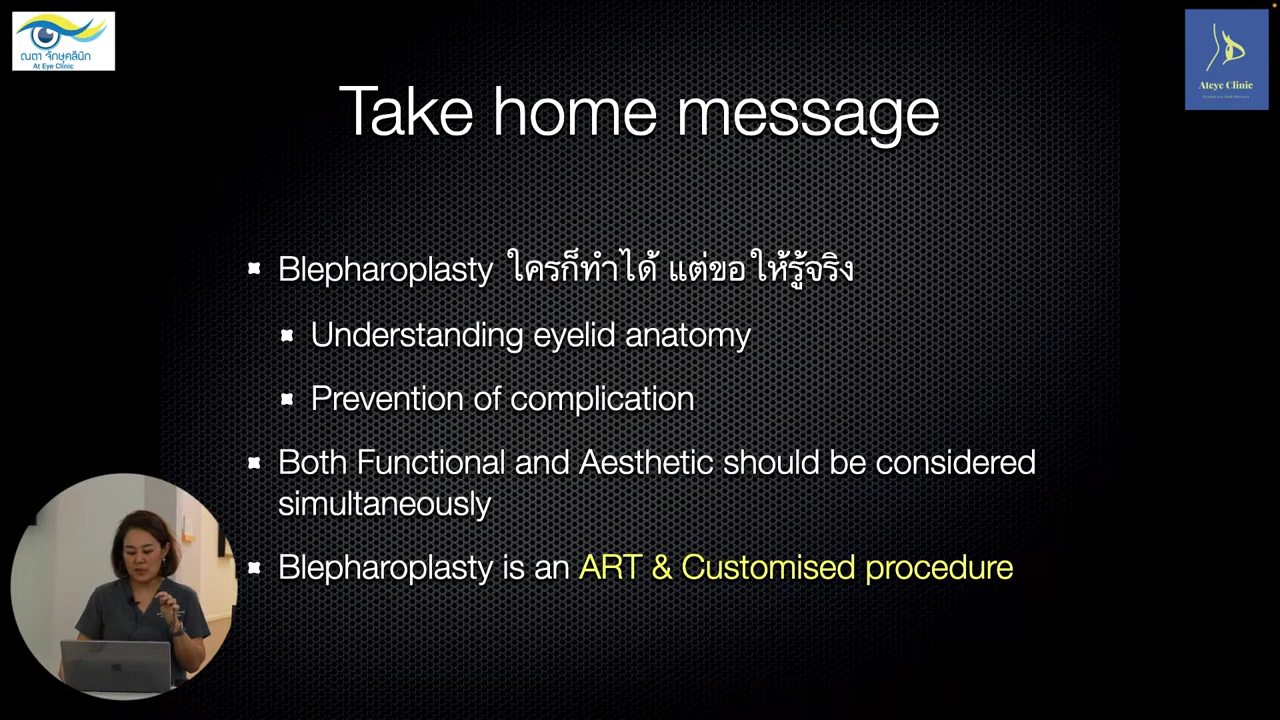 ณตา จักษุคลินิก
At Eye Clinic
Ateye Clinic
Take home message
Blepharoplasty ใครก็ทำได้ แต่ขอให้รู้จริง
Understanding eyelid anatomy
Prevention of complication
Both Functional and Aesthetic should be considered
simultaneously
Blepharoplasty is an ART & Customised procedure